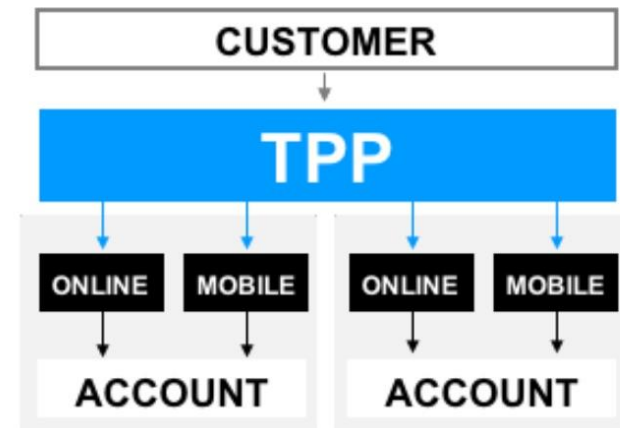 CUSTOMER
TPP
ONLINE MOBILE ONLINE MOBILE
ACCOUNT ACCOUNT